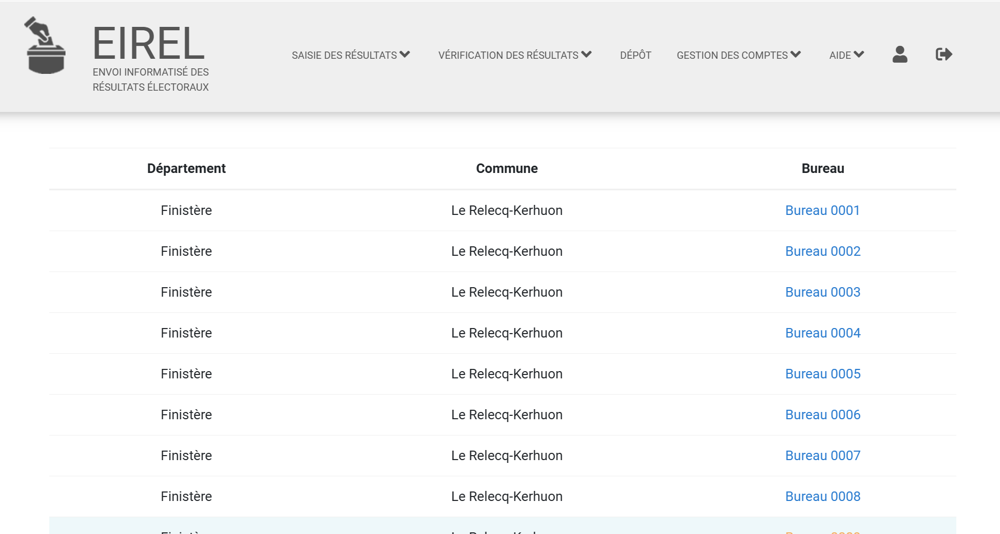 EIREL
ENVOI INFORMATISÉ DES
RÉSULTATS ÉLECTORAUX
SAISIE DES RÉSULTATS
VÉRIFICATION DES RÉSULTATS
DÉPÔT
GESTION DES COMPTES
AIDE
Département Commune Bureau
Finistère Le Relecq-Kerhuon Bureau 0001
Finistère Le Relecq-Kerhuon Bureau 0002
Finistère Le Relecq-Kerhuon Bureau 0003
Finistère Le Relecq-Kerhuon Bureau 0004
Finistère Le Relecq-Kerhuon Bureau 0005
Finistère Le Relecq-Kerhuon Bureau 0006
Finistère Le Relecq-Kerhuon Bureau 0007
Finistère Le Relecq-Kerhuon Bureau 0008